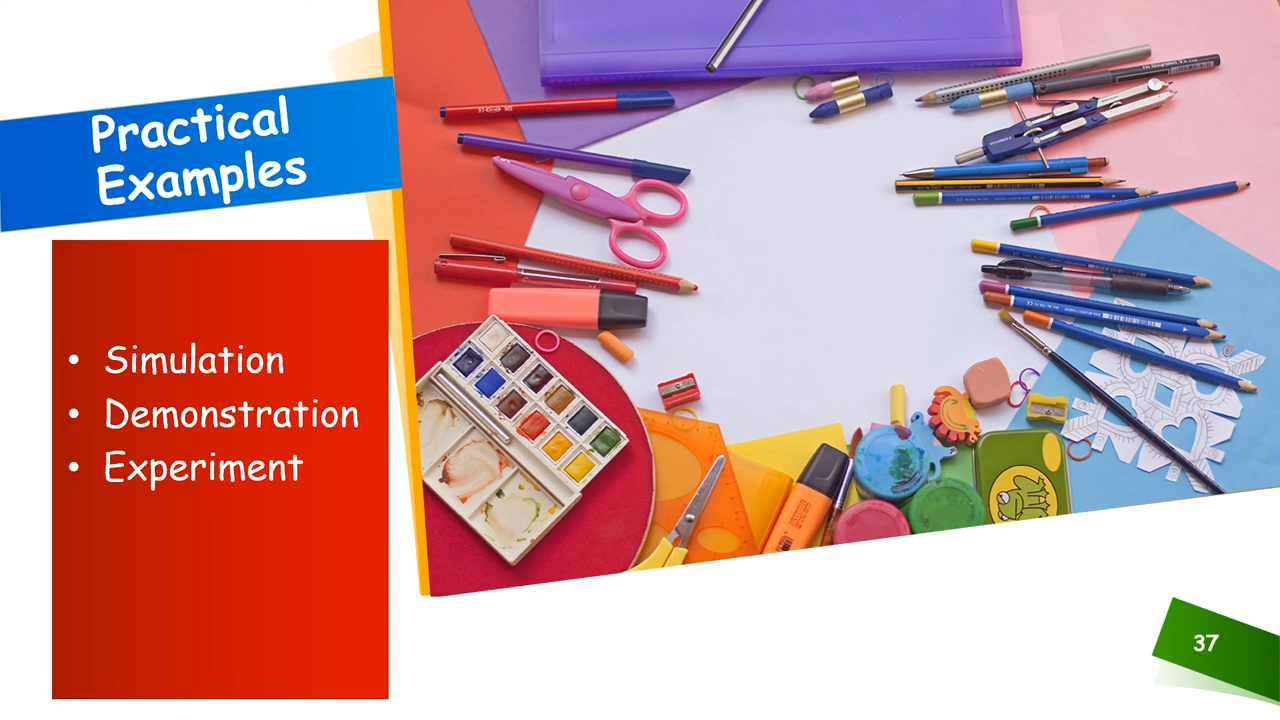 Practical
Examples
• Simulation
• Demonstration
• Experiment
37